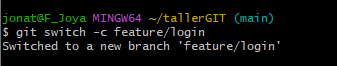 jonat@F_Joya MINGW64 ~/tallerGIT (main)
$ git switch -c feature/login
Switched to a new branch 'feature/login'